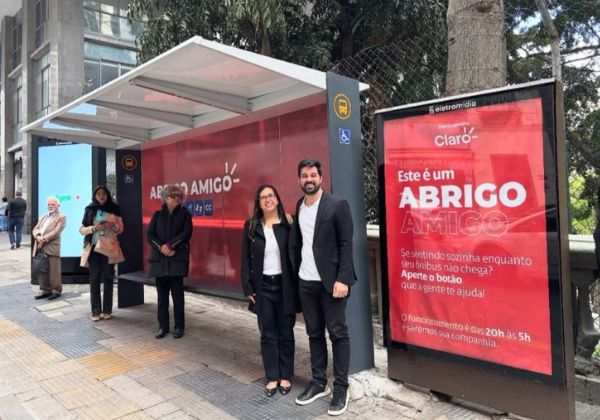 ABRIGO AMIGO
eletromidia
Claro
Este é um
ABRIGO
AMIGO
Se sentindo sozinha enquanto
seu ônibus não chega?
Aperte o botão
que a gente te ajuda!
O funcionamento é das 20h às 5h
e seremos sua companhia.